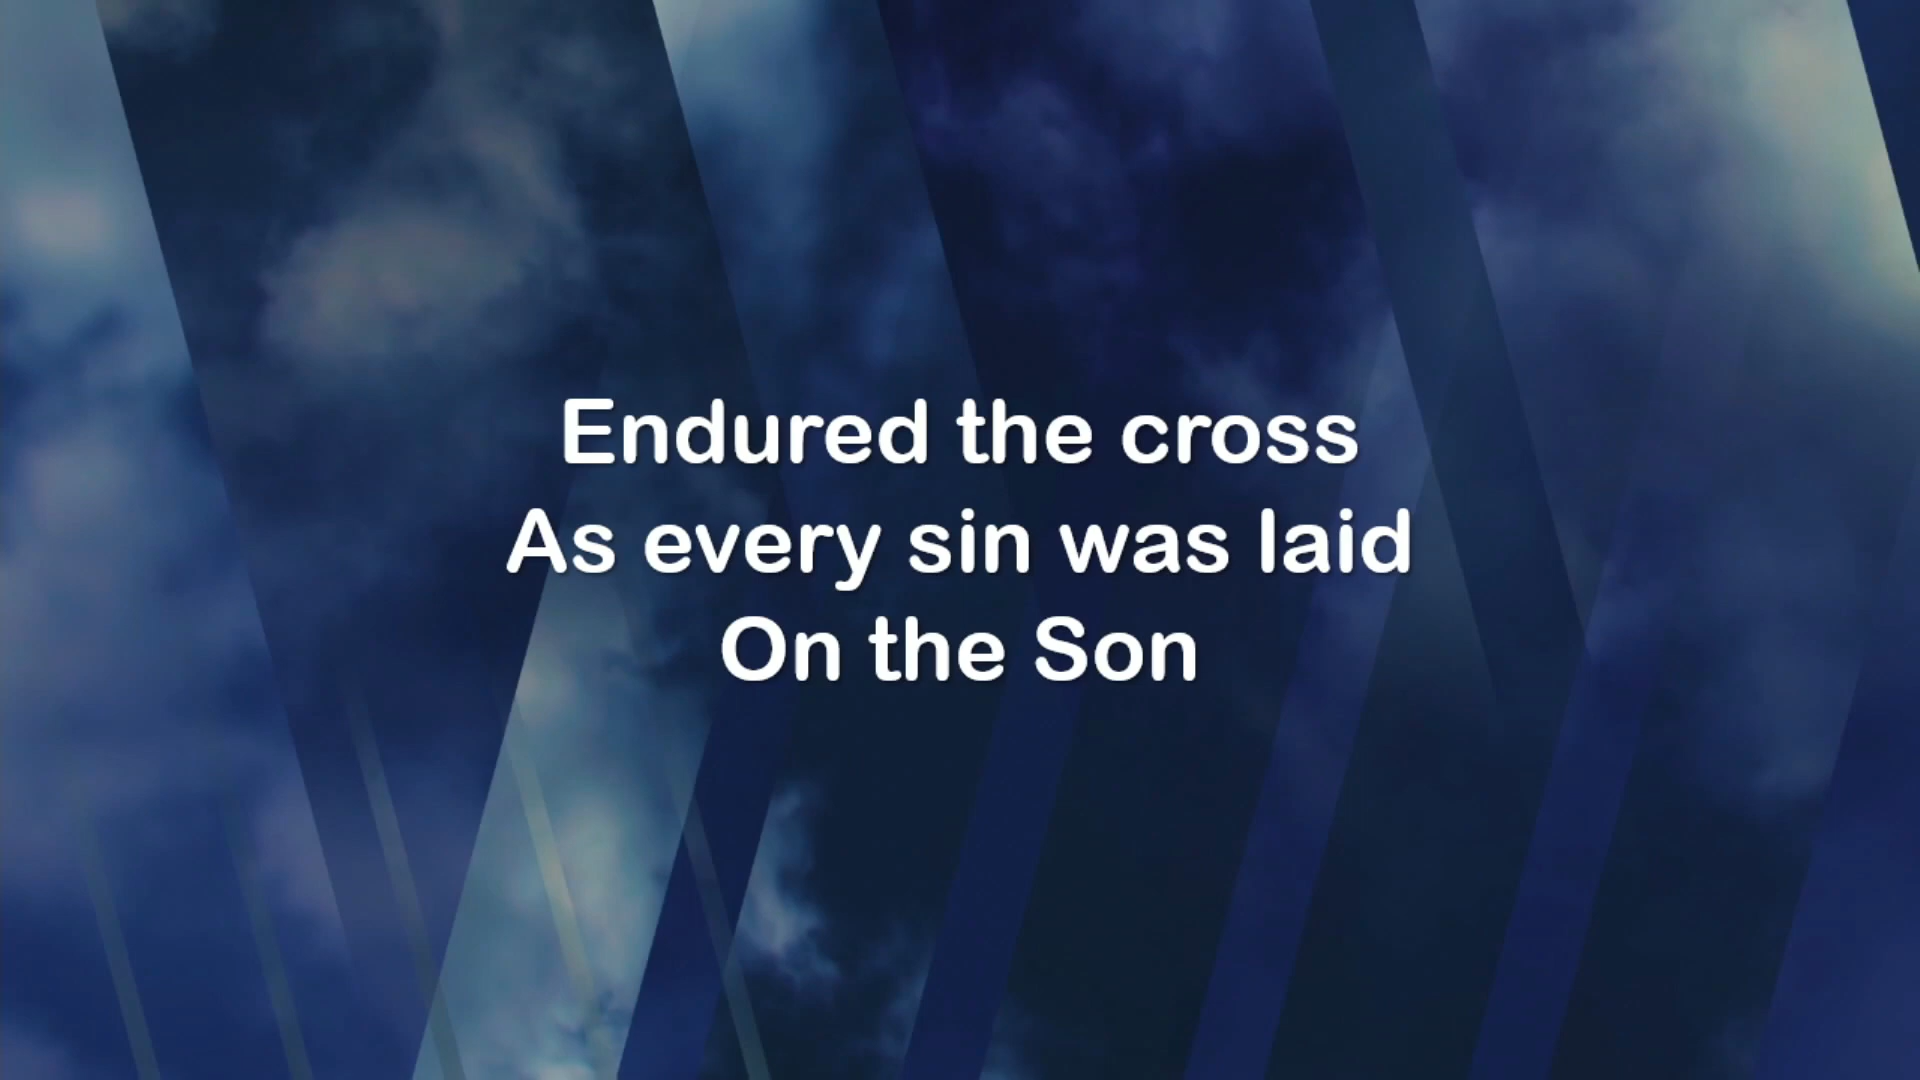 Endured the cross
As every sin was laid
On the Son